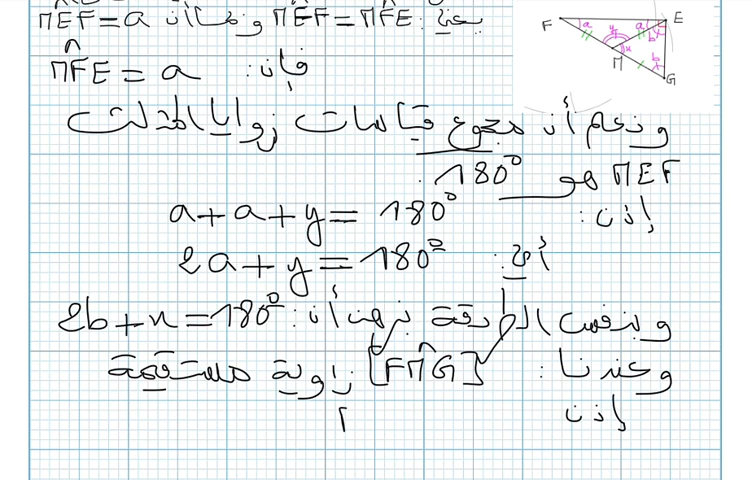 يعني: MÊF = MF̂E وبما أن MÊF = a
فإن: MF̂E = a
ونعلم أن مجموع قياسات زوايا المثلث
MEF هو 180°
إذن: a + a + y = 180°
أي: 2a + y = 180°
وبنفس الطريقة نبرهن أن: 2b + x = 180°
وعندنا: [FM̂G] زاوية مستقيمة
إذن
F
E
M
G
a
a
b
b
y
x